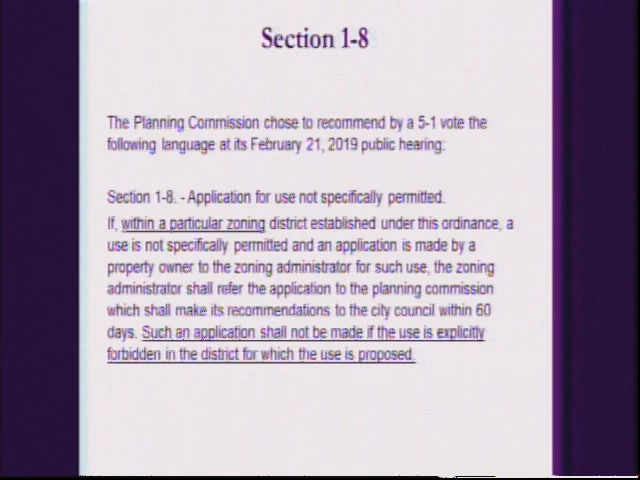 Section 1-8
The Planning Commission chose to recommend by a 5-1 vote the
following language at its February 21, 2019 public hearing:
Section 1-8. - Application for use not specifically permitted.
If, within a particular zoning district established under this ordinance, a
use is not specifically permitted and an application is made by a
property owner to the zoning administrator for such use, the zoning
administrator shall refer the application to the planning commission
which shall make its recommendations to the city council within 60
days. Such an application shall not be made if the use is explicitly
forbidden in the district for which the use is proposed.